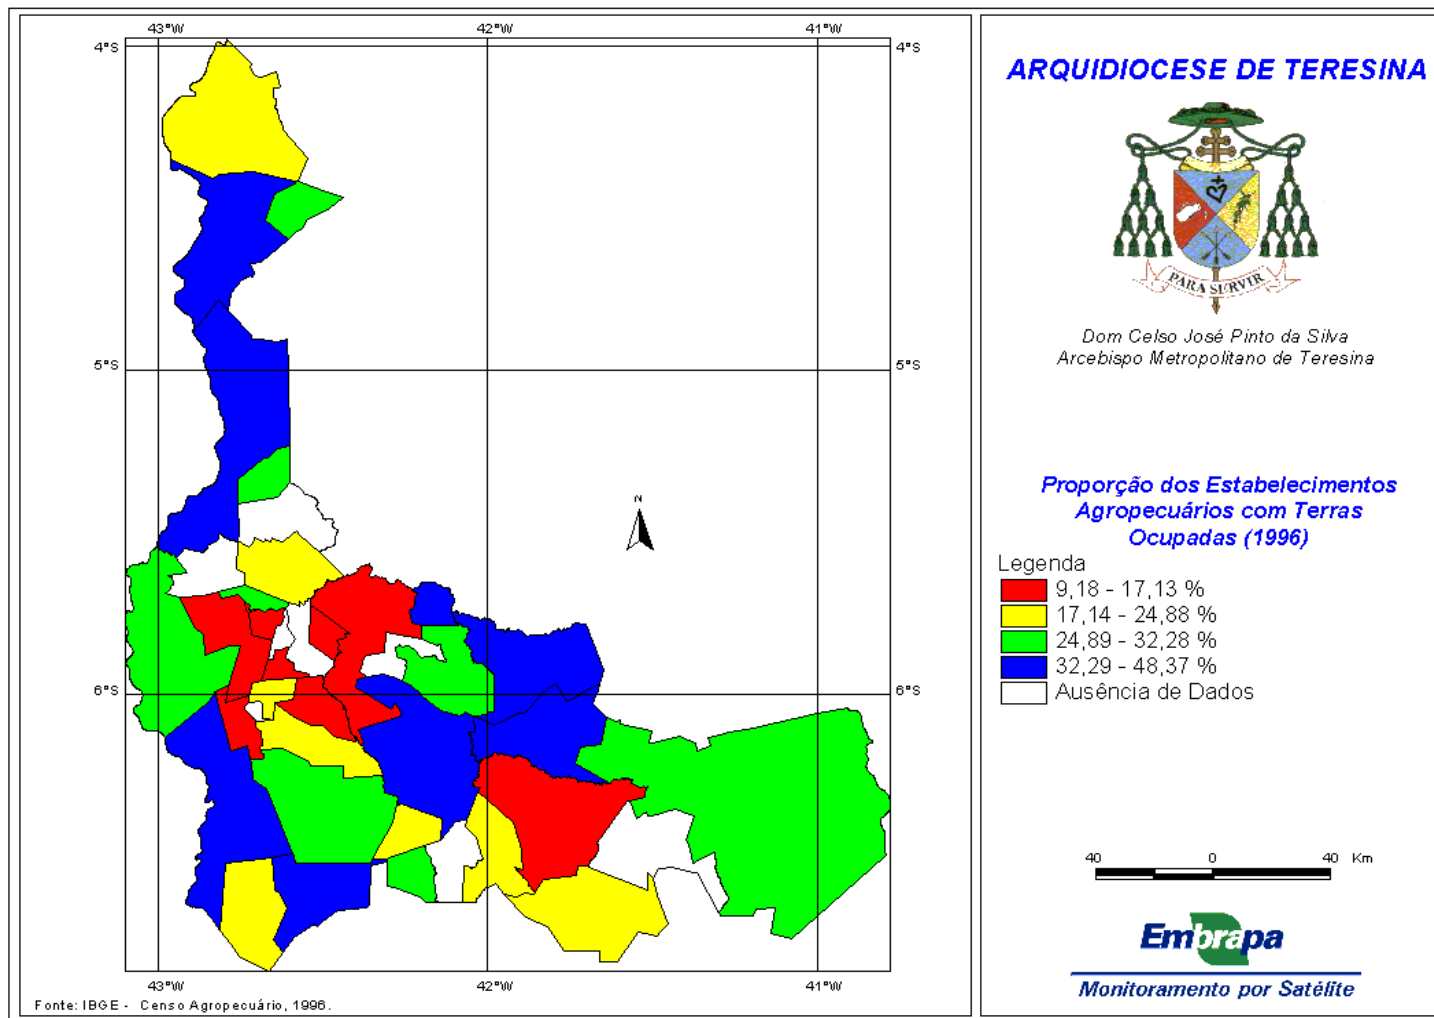 43°W 42°W 41°W
4°S 4°S
5°S 5°S
6°S 6°S
N
43°W 42°W 41°W
Fonte: IBGE - Censo Agropecuário, 1996.
ARQUIDIOCESE DE TERESINA
PARA SERVIR
Dom Celso José Pinto da Silva
Arcebispo Metropolitano de Teresina
Proporção dos Estabelecimentos
Agropecuários com Terras
Ocupadas (1996)
Legenda
9,18 - 17,13 %
17,14 - 24,88 %
24,89 - 32,28 %
32,29 - 48,37 %
Ausência de Dados
40 0 40 Km
Embrapa
Monitoramento por Satélite